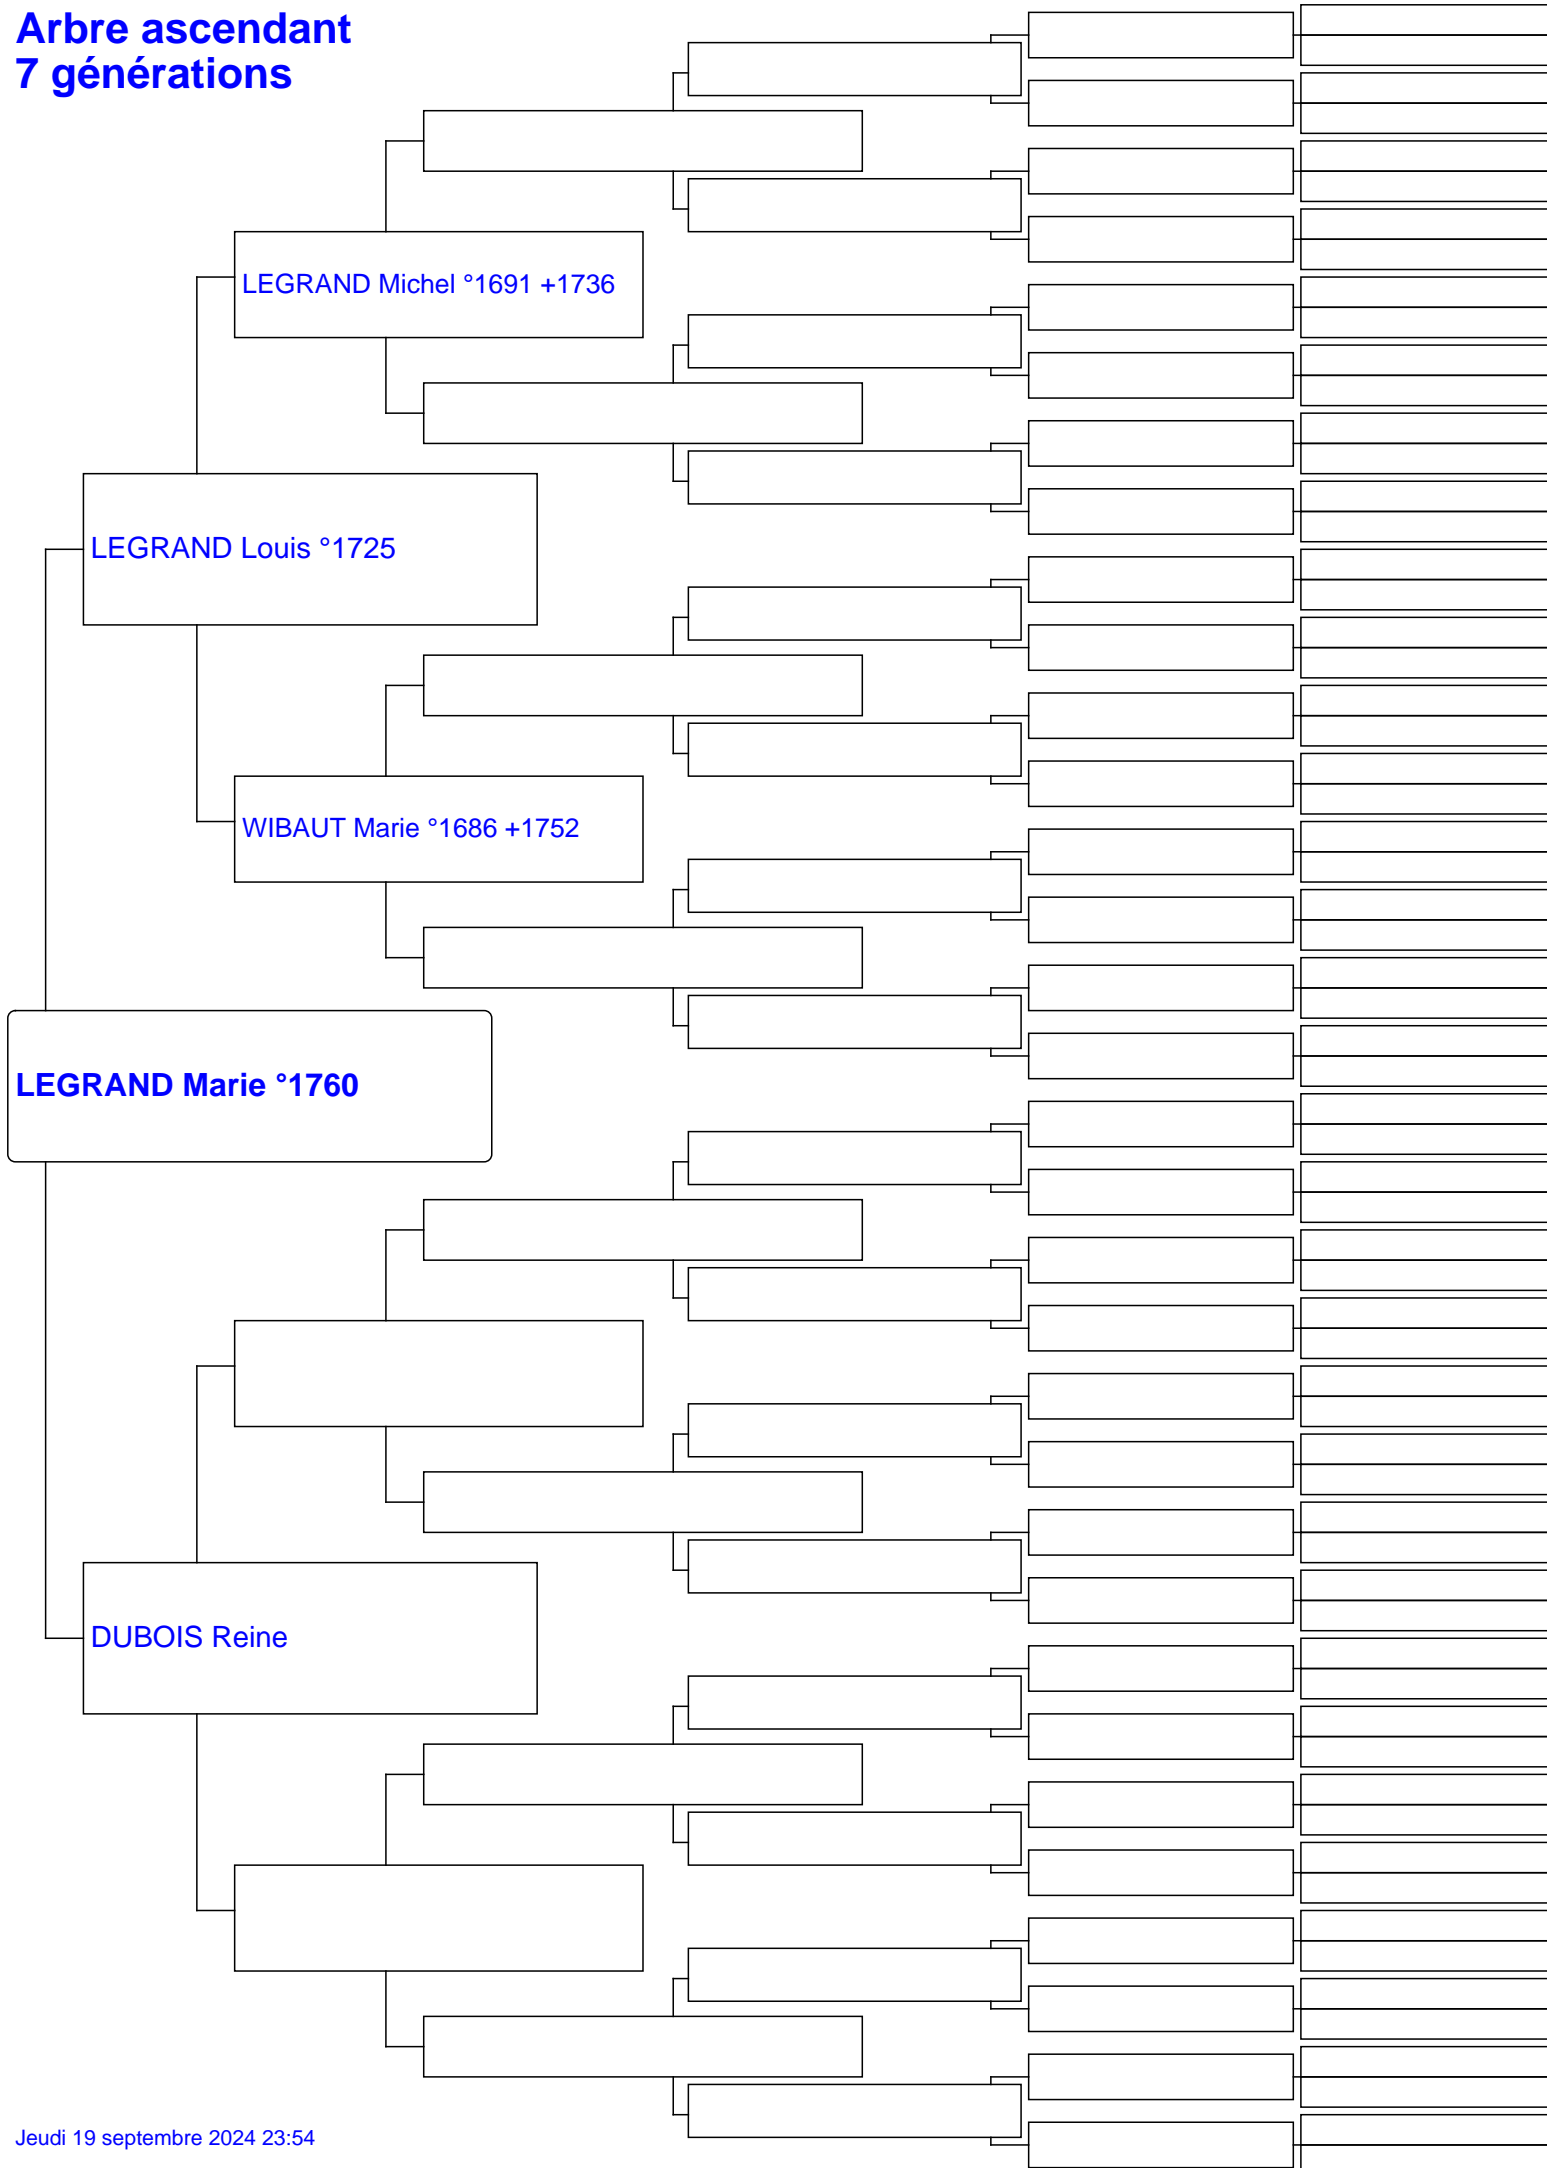 Arbre ascendant
7 générations
LEGRAND Michel °1691 +1736
LEGRAND Louis °1725
WIBAUT Marie °1686 +1752
LEGRAND Marie °1760
DUBOIS Reine
Jeudi 19 septembre 2024 23:54